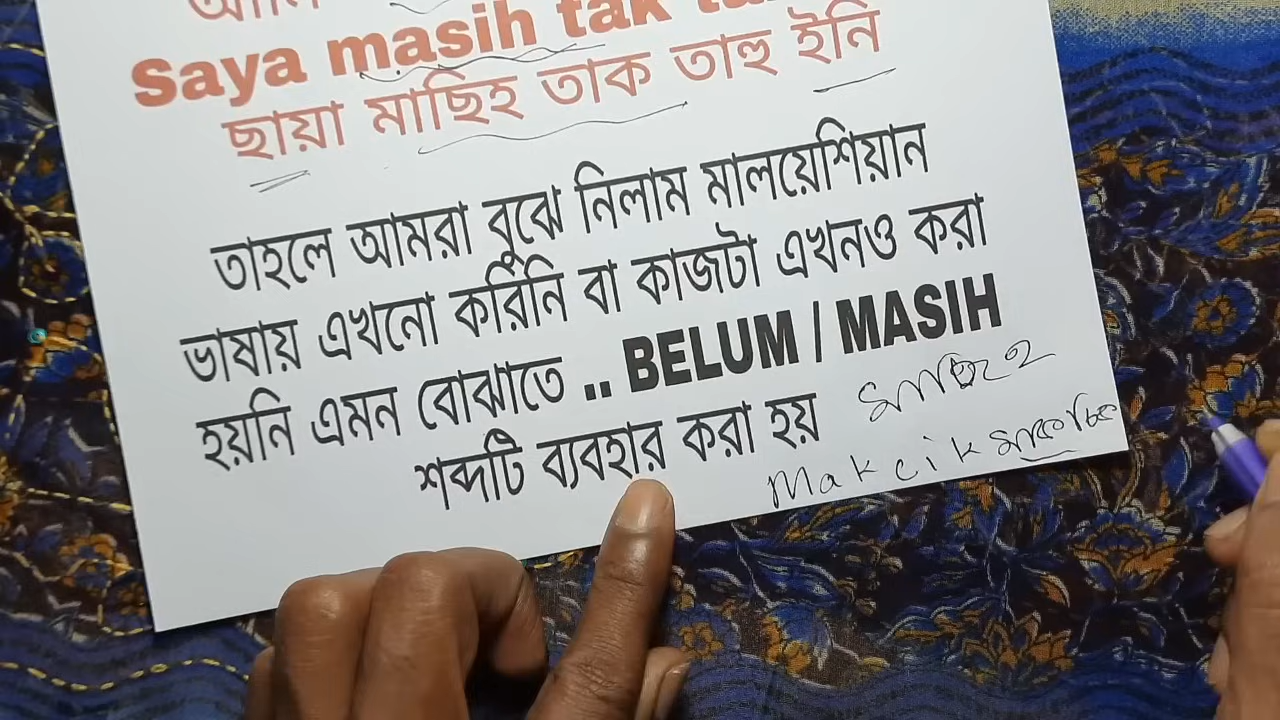 আমি
Saya masih tak
ছায়া মাছিহ তাক তাহু ইনি
তাহলে আমরা বুঝে নিলাম মালয়েশিয়ান
ভাষায় এখনো করিনি বা কাজটা এখনও করা
হয়নি এমন বোঝাতে .. BELUM / MASIH
শব্দটি ব্যবহার করা হয়
মাছিহ
Makcik